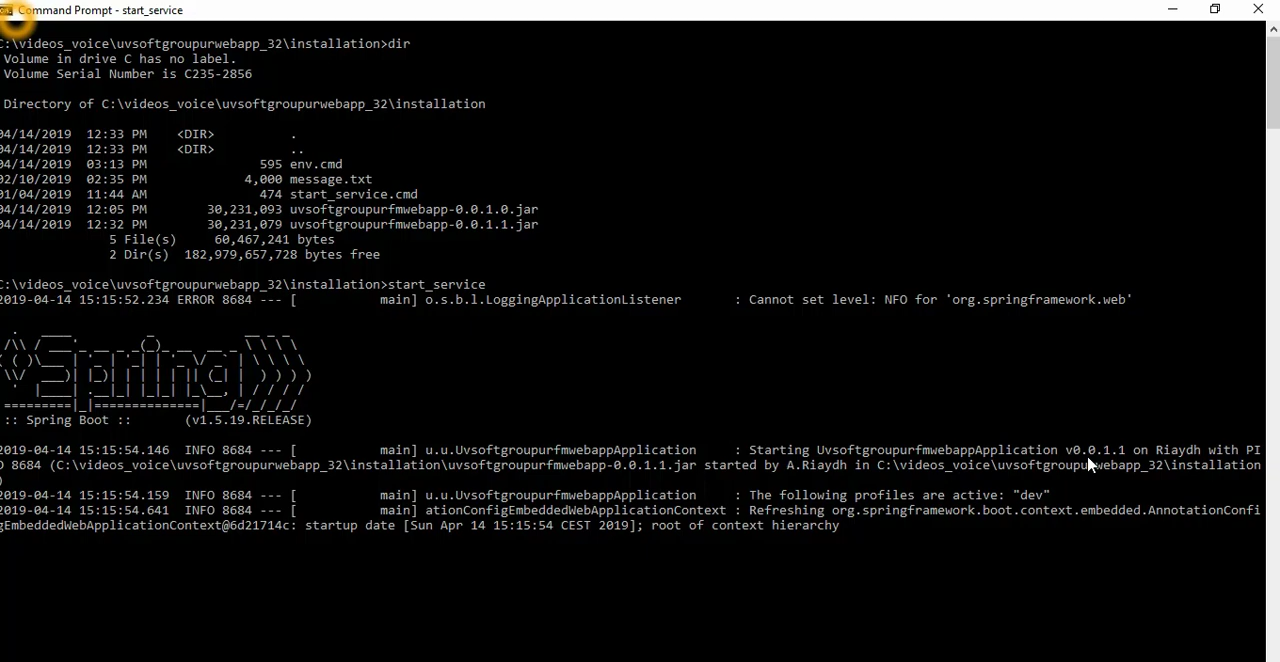 Command Prompt - start_service
C:\videos_voice\uvsoftgroupurwebapp_32\installation>dir
Volume in drive C has no label.
Volume Serial Number is C235-2856
Directory of C:\videos_voice\uvsoftgroupurwebapp_32\installation
04/14/2019  12:33 PM    <DIR>          .
04/14/2019  12:33 PM    <DIR>          ..
04/14/2019  03:13 PM               595 env.cmd
02/10/2019  02:35 PM             4,000 message.txt
01/04/2019  11:44 AM               474 start_service.cmd
04/14/2019  12:05 PM        30,231,093 uvsoftgroupurfmwebapp-0.0.1.0.jar
04/14/2019  12:32 PM        30,231,079 uvsoftgroupurfmwebapp-0.0.1.1.jar
5 File(s)     60,467,241 bytes
2 Dir(s)  182,979,657,728 bytes free
C:\videos_voice\uvsoftgroupurwebapp_32\installation>start_service
2019-04-14 15:15:52.234 ERROR 8684 --- [           main] o.s.b.l.LoggingApplicationListener       : Cannot set level: NFO for 'org.springframework.web'
Spring
:: Spring Boot ::       (v1.5.19.RELEASE)
2019-04-14 15:15:54.146  INFO 8684 --- [           main] u.u.UvsoftgroupurfmwebappApplication     : Starting UvsoftgroupurfmwebappApplication v0.0.1.1 on Riaydh with PI
D 8684 (C:\videos_voice\uvsoftgroupurwebapp_32\installation\uvsoftgroupurfmwebapp-0.0.1.1.jar started by A.Riaydh in C:\videos_voice\uvsoftgroupurwebapp_32\installation
)
2019-04-14 15:15:54.159  INFO 8684 --- [           main] u.u.UvsoftgroupurfmwebappApplication     : The following profiles are active: "dev"
2019-04-14 15:15:54.641  INFO 8684 --- [           main] ationConfigEmbeddedWebApplicationContext : Refreshing org.springframework.boot.context.embedded.AnnotationConfi
gEmbeddedWebApplicationContext@6d21714c: startup date [Sun Apr 14 15:15:54 CEST 2019]; root of context hierarchy